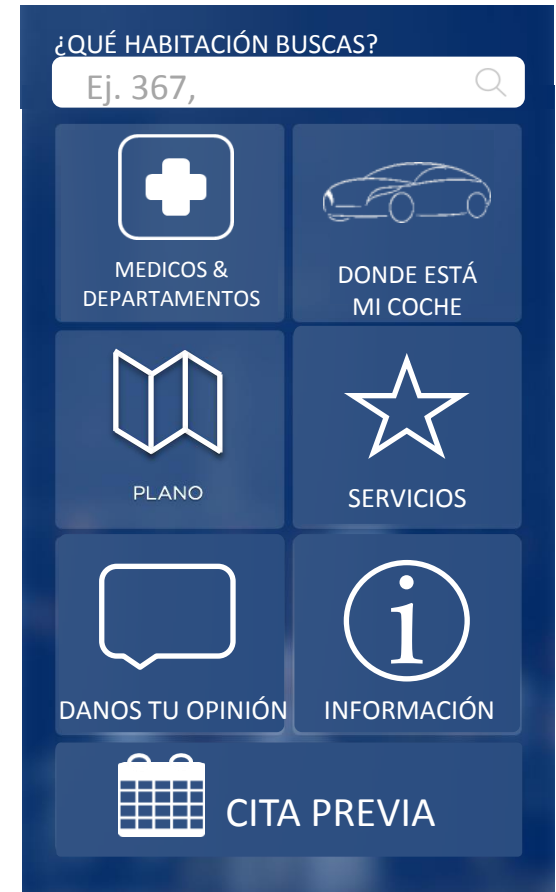 ¿QUÉ HABITACIÓN BUSCAS?
Ej. 367,
MEDICOS &
DEPARTAMENTOS
DONDE ESTÁ
MI COCHE
PLANO
SERVICIOS
DANOS TU OPINIÓN
i
INFORMACIÓN
CITA PREVIA